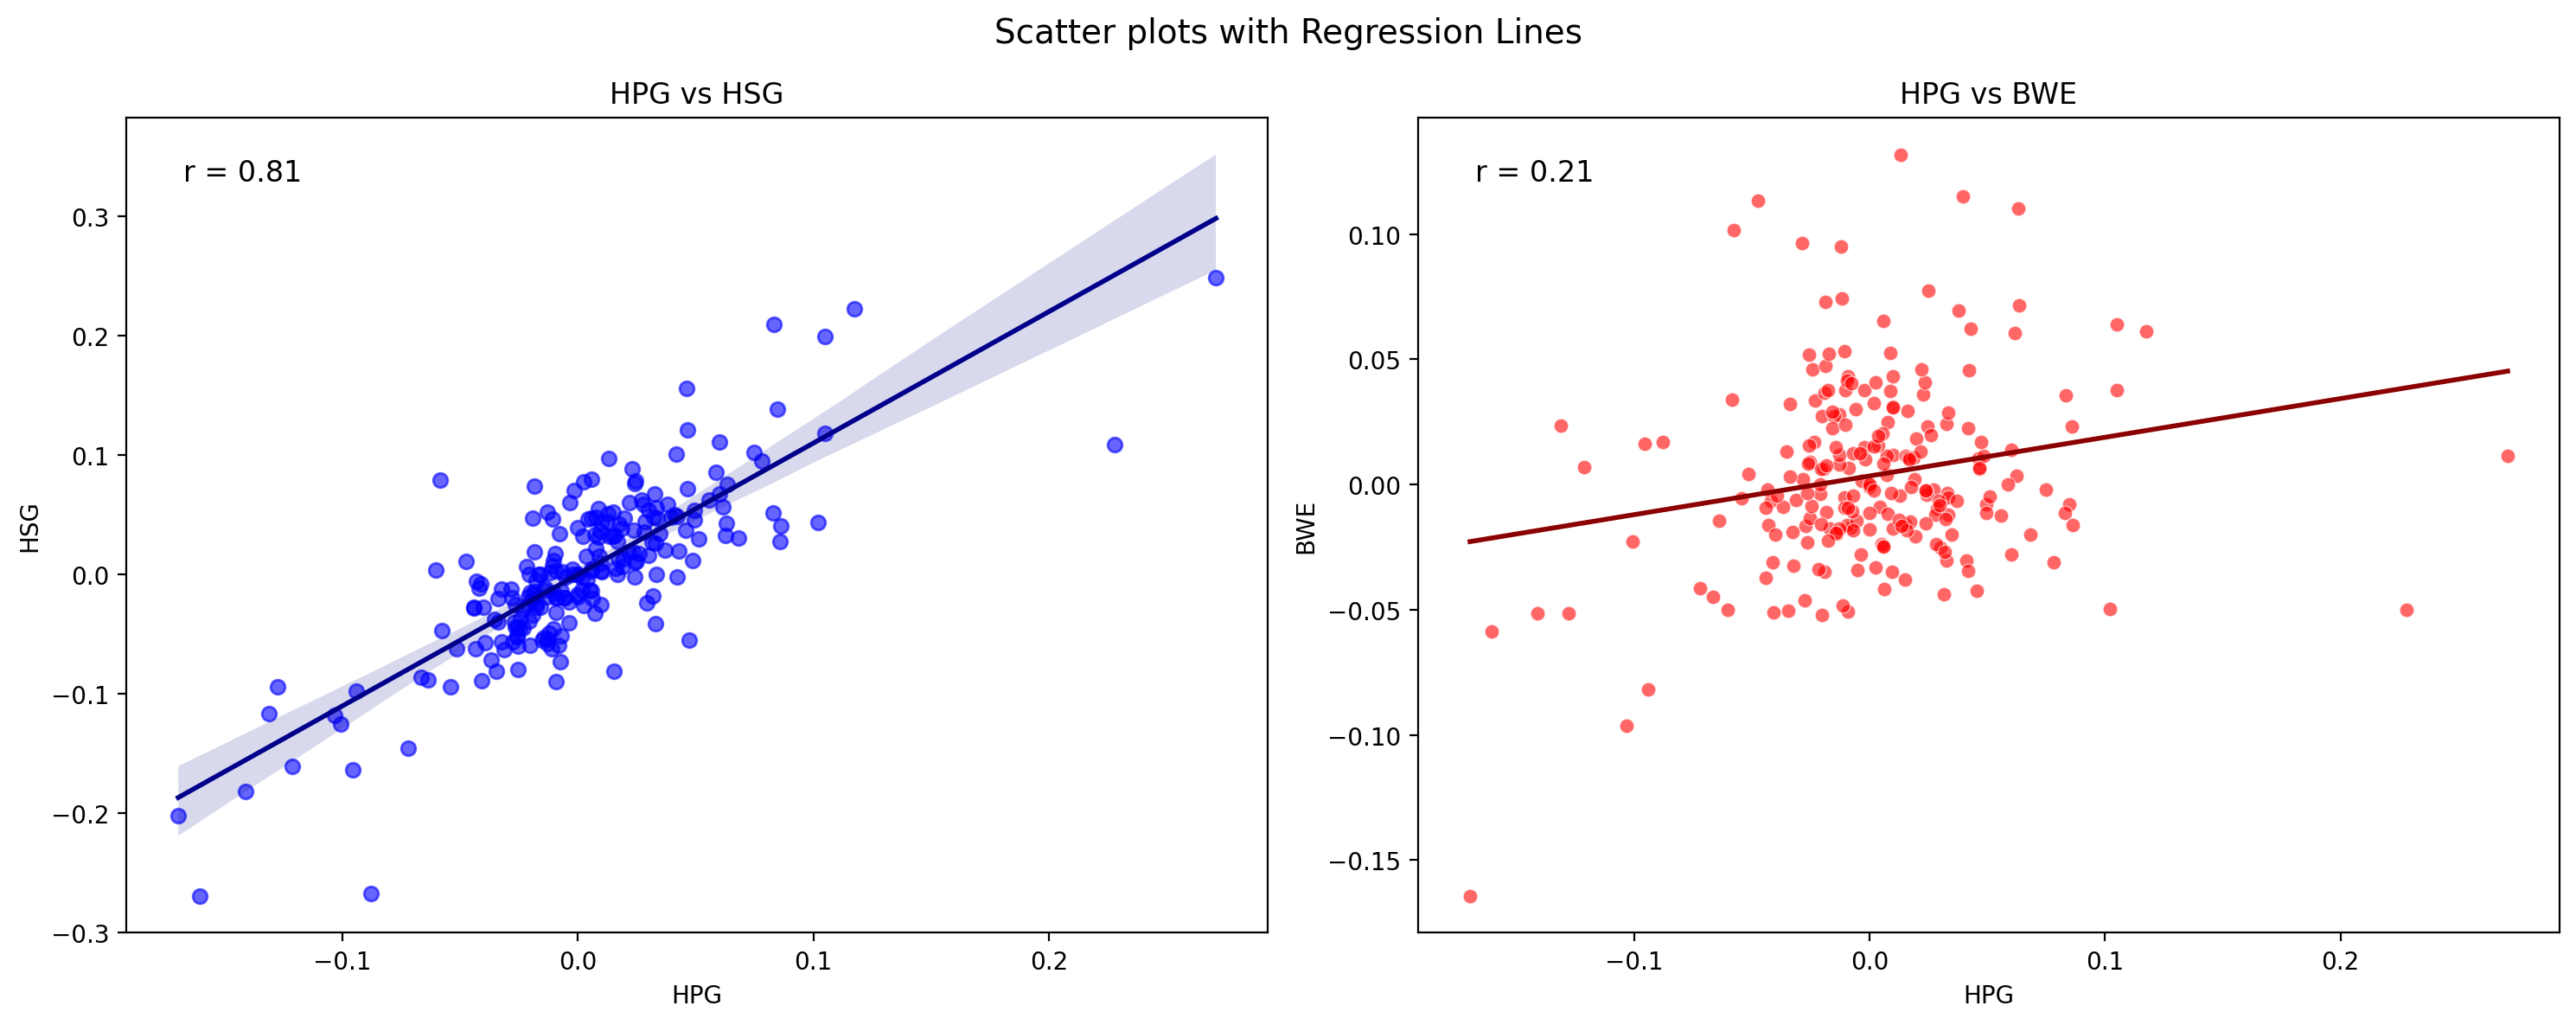 Scatter plots with Regression Lines
HPG vs HSG
r = 0.81
HSG
0.3
0.2
0.1
0.0
−0.1
−0.2
−0.3
−0.1
0.0
0.1
0.2
HPG
HPG vs BWE
r = 0.21
BWE
0.10
0.05
0.00
−0.05
−0.10
−0.15
−0.1
0.0
0.1
0.2
HPG